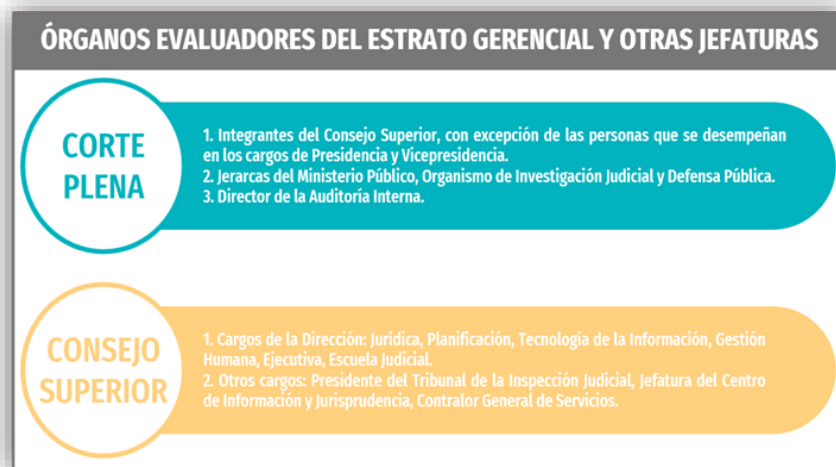 ÓRGANOS EVALUADORES DEL ESTRATO GERENCIAL Y OTRAS JEFATURAS
CORTE
PLENA
1. Integrantes del Consejo Superior, con excepción de las personas que se desempeñan
en los cargos de Presidencia y Vicepresidencia.
2. Jerarcas del Ministerio Público, Organismo de Investigación Judicial y Defensa Pública.
3. Director de la Auditoría Interna.
CONSEJO
SUPERIOR
1. Cargos de la Dirección: Jurídica, Planificación, Tecnología de la Información, Gestión
Humana, Ejecutiva, Escuela Judicial.
2. Otros cargos: Presidente del Tribunal de la Inspección Judicial, Jefatura del Centro
de Información y Jurisprudencia, Contralor General de Servicios.